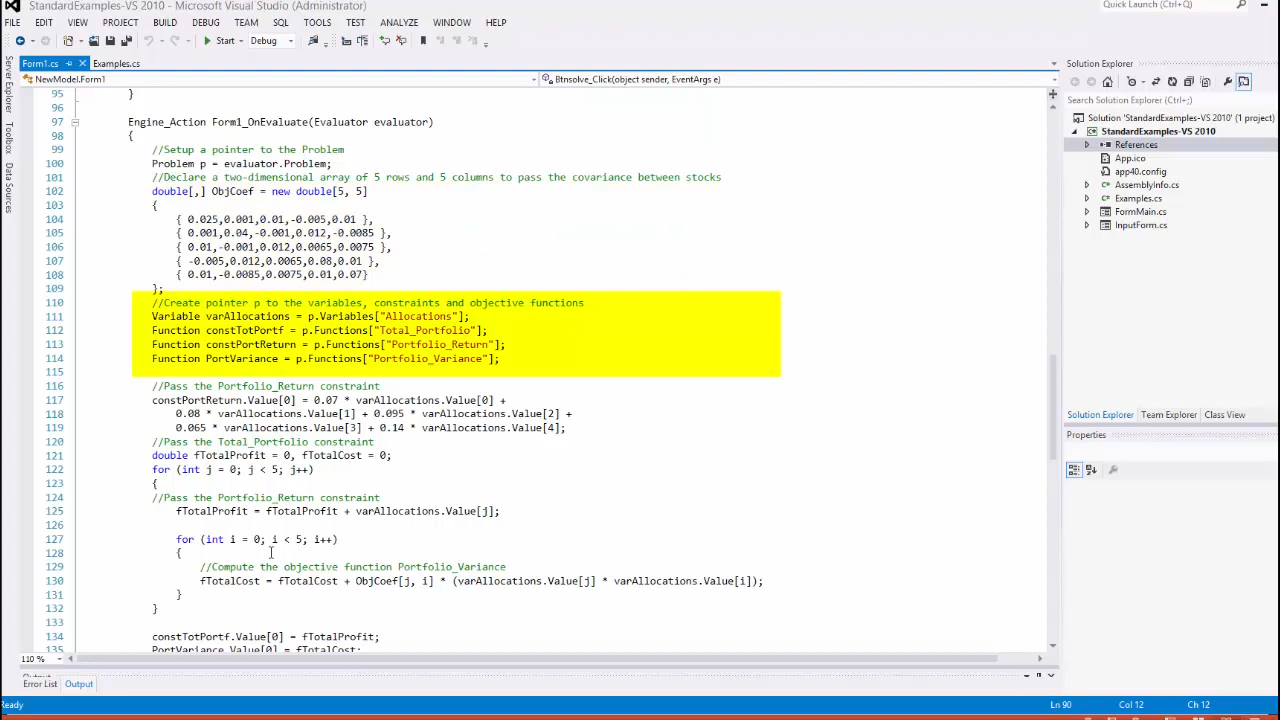 StandardExamples-VS 2010 - Microsoft Visual Studio (Administrator)
Quick Launch (Ctrl+Q)
FILE EDIT VIEW PROJECT BUILD DEBUG TEAM SQL TOOLS TEST ANALYZE WINDOW HELP
Start Debug
Form1.cs Examples.cs
NewModel.Form1
Btnsolve_Click(object sender, EventArgs e)
Server Explorer
Toolbox
Data Sources
95 }
96
97 Engine_Action Form1_OnEvaluate(Evaluator evaluator)
98 {
99 //Setup a pointer to the Problem
100 Problem p = evaluator.Problem;
101 //Declare a two-dimensional array of 5 rows and 5 columns to pass the covariance between stocks
102 double[,] ObjCoef = new double[5, 5]
103 {
104 { 0.025,0.001,0.01,-0.005,0.01 },
105 { 0.001,0.04,-0.001,0.012,-0.0085 },
106 { 0.01,-0.001,0.012,0.0065,0.0075 },
107 { -0.005,0.012,0.0065,0.08,0.01 },
108 { 0.01,-0.0085,0.0075,0.01,0.07}
109 };
110 //Create pointer p to the variables, constraints and objective functions
111 Variable varAllocations = p.Variables["Allocations"];
112 Function constTotPortf = p.Functions["Total_Portfolio"];
113 Function constPortReturn = p.Functions["Portfolio_Return"];
114 Function PortVariance = p.Functions["Portfolio_Variance"];
115
116 //Pass the Portfolio_Return constraint
117 constPortReturn.Value[0] = 0.07 * varAllocations.Value[0] +
118 0.08 * varAllocations.Value[1] + 0.095 * varAllocations.Value[2] +
119 0.065 * varAllocations.Value[3] + 0.14 * varAllocations.Value[4];
120 //Pass the Total_Portfolio constraint
121 double fTotalProfit = 0, fTotalCost = 0;
122 for (int j = 0; j < 5; j++)
123 {
124 //Pass the Portfolio_Return constraint
125 fTotalProfit = fTotalProfit + varAllocations.Value[j];
126
127 for (int i = 0; i < 5; i++)
128 {
129 //Compute the objective function Portfolio_Variance
130 fTotalCost = fTotalCost + ObjCoef[j, i] * (varAllocations.Value[j] * varAllocations.Value[i]);
131 }
132 }
133
134 constTotPortf.Value[0] = fTotalProfit;
135 PortVariance.Value[0] = fTotalCost;
110 %
Output
Error List Output
Ready
Ln 90 Col 12 Ch 12
Solution Explorer
Search Solution Explorer (Ctrl+;)
Solution 'StandardExamples-VS 2010' (1 project)
StandardExamples-VS 2010
References
App.ico
app40.config
AssemblyInfo.cs
Examples.cs
FormMain.cs
InputForm.cs
Solution Explorer Team Explorer Class View
Properties